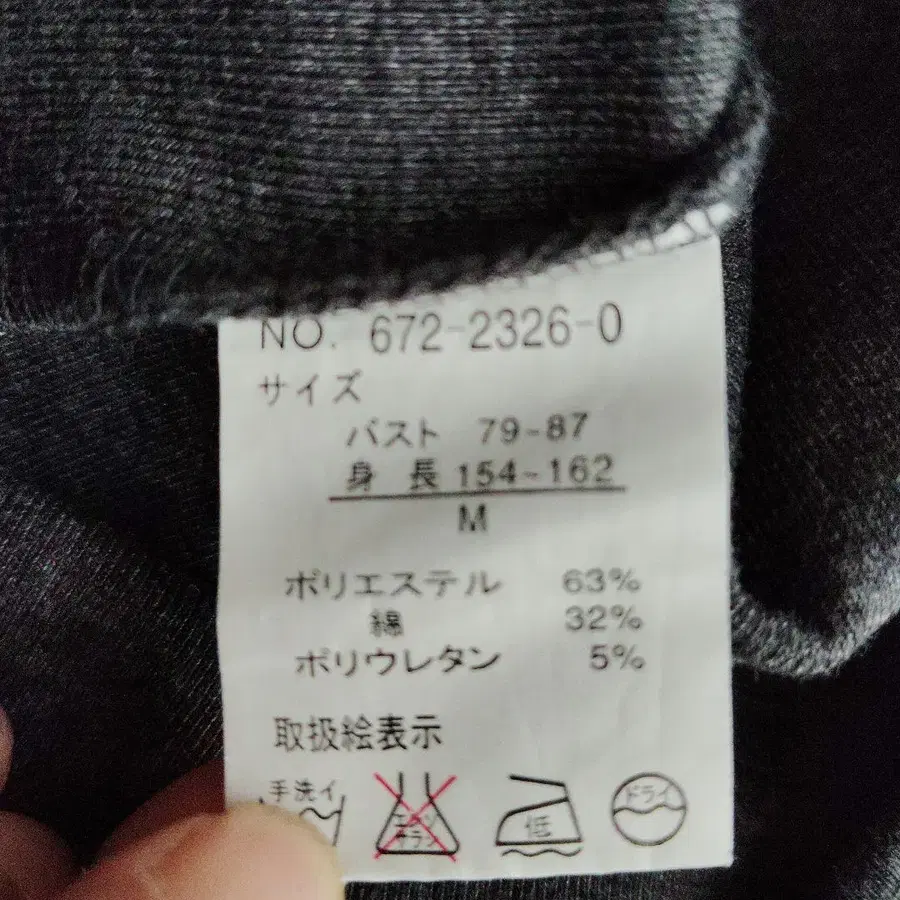 NO. 672-2326-0
サイズ
バスト 79-87
身 長 154~162
M
ポリエステル 63%
綿 32%
ポリウレタン 5%
取扱絵表示
手洗イ エンソ 低 ドライ
サラシ